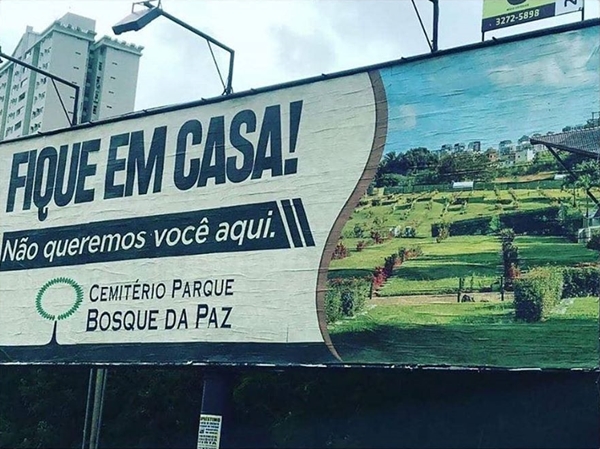 3272-5898
FIQUE EM CASA!
Não queremos você aqui.
CEMITÉRIO PARQUE
BOSQUE DA PAZ